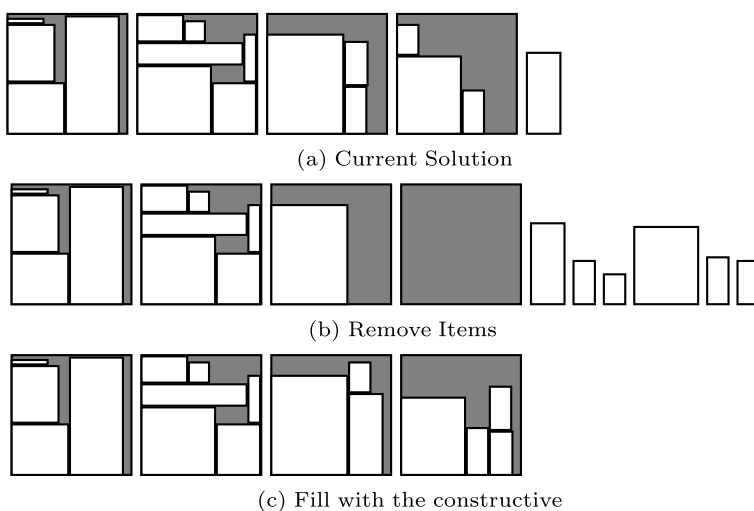 (a) Current Solution
(b) Remove Items
(c) Fill with the constructive